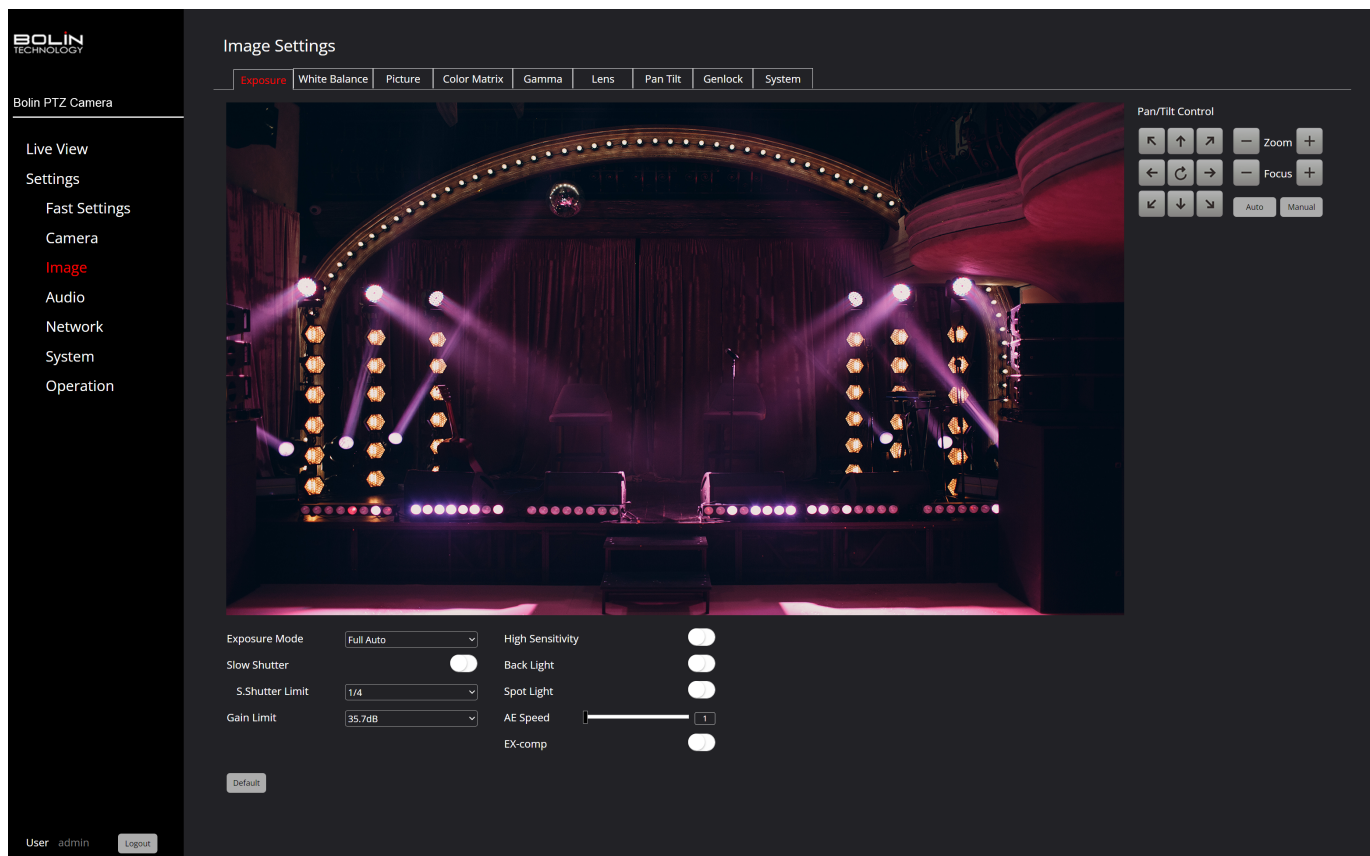 BOLIN
TECHNOLOGY
Bolin PTZ Camera
Live View
Settings
Fast Settings
Camera
Image
Audio
Network
System
Operation
User admin Logout
Image Settings
Exposure White Balance Picture Color Matrix Gamma Lens Pan Tilt Genlock System
Pan/Tilt Control
Zoom
Focus
Auto Manual
Exposure Mode Full Auto
Slow Shutter
S.Shutter Limit 1/4
Gain Limit 35.7dB
High Sensitivity
Back Light
Spot Light
AE Speed 1
EX-comp
Default